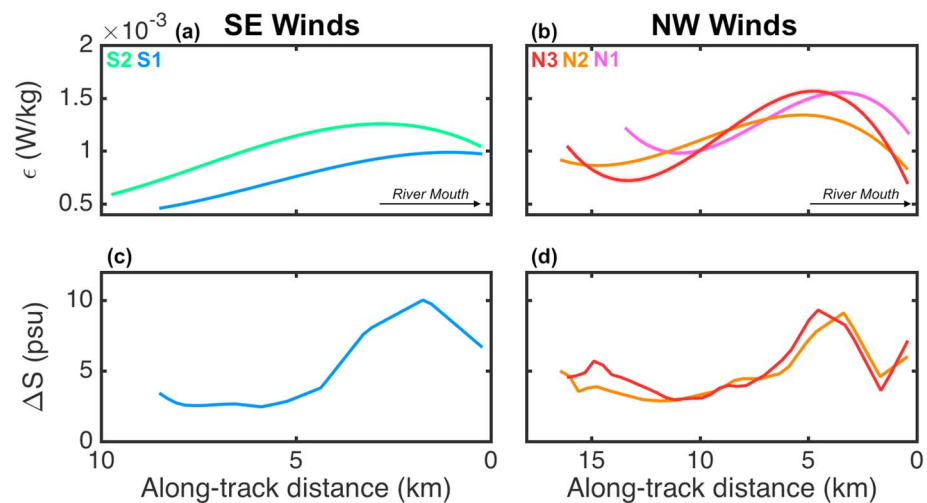 SE Winds
NW Winds
×10⁻³
(a)
(b)
S2 S1
N3 N2 N1
2
1.5
1
0.5
ϵ (W/kg)
River Mouth
River Mouth
(c)
(d)
10
5
0
ΔS (psu)
10 5 0
15 10 5 0
Along-track distance (km)
Along-track distance (km)